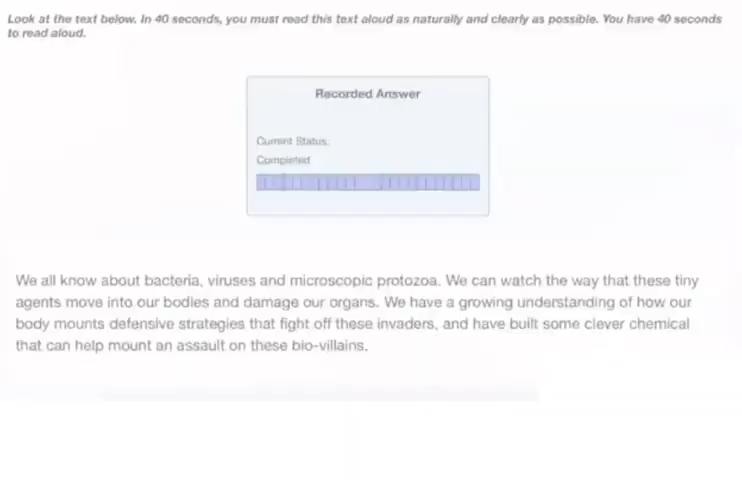 Look at the text below. In 40 seconds, you must read this text aloud as naturally and clearly as possible. You have 40 seconds
to read aloud.
Recorded Answer
Current Status:
Completed
We all know about bacteria, viruses and microscopic protozoa. We can watch the way that these tiny
agents move into our bodies and damage our organs. We have a growing understanding of how our
body mounts defensive strategies that fight off these invaders, and have built some clever chemical
that can help mount an assault on these bio-villains.